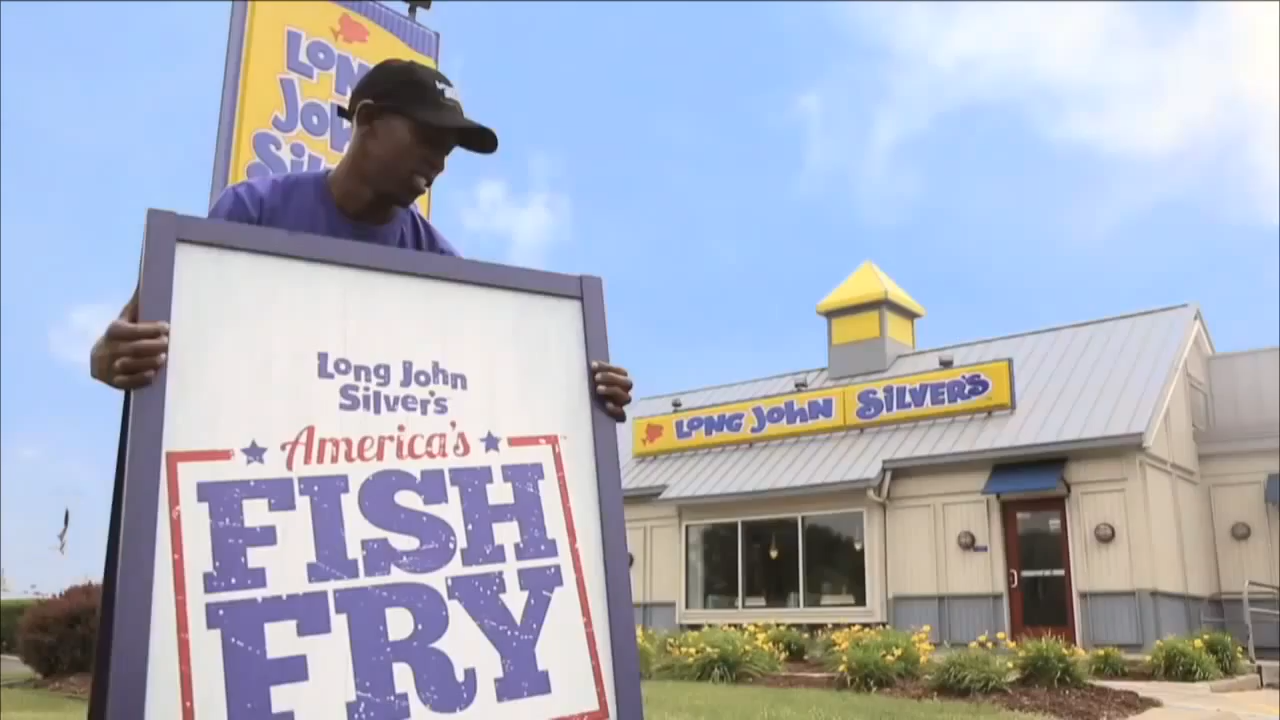 LONG
JOHN
SILVER'S
Long John
Silver's
America's
FISH
FRY
LONG JOHN SILVER'S